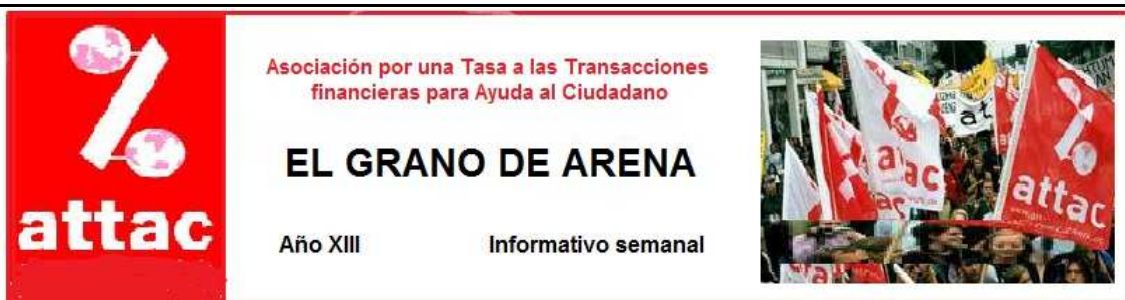 attac
Asociación por una Tasa a las Transacciones
financieras para Ayuda al Ciudadano
EL GRANO DE ARENA
Año XIII Informativo semanal
attac
attac